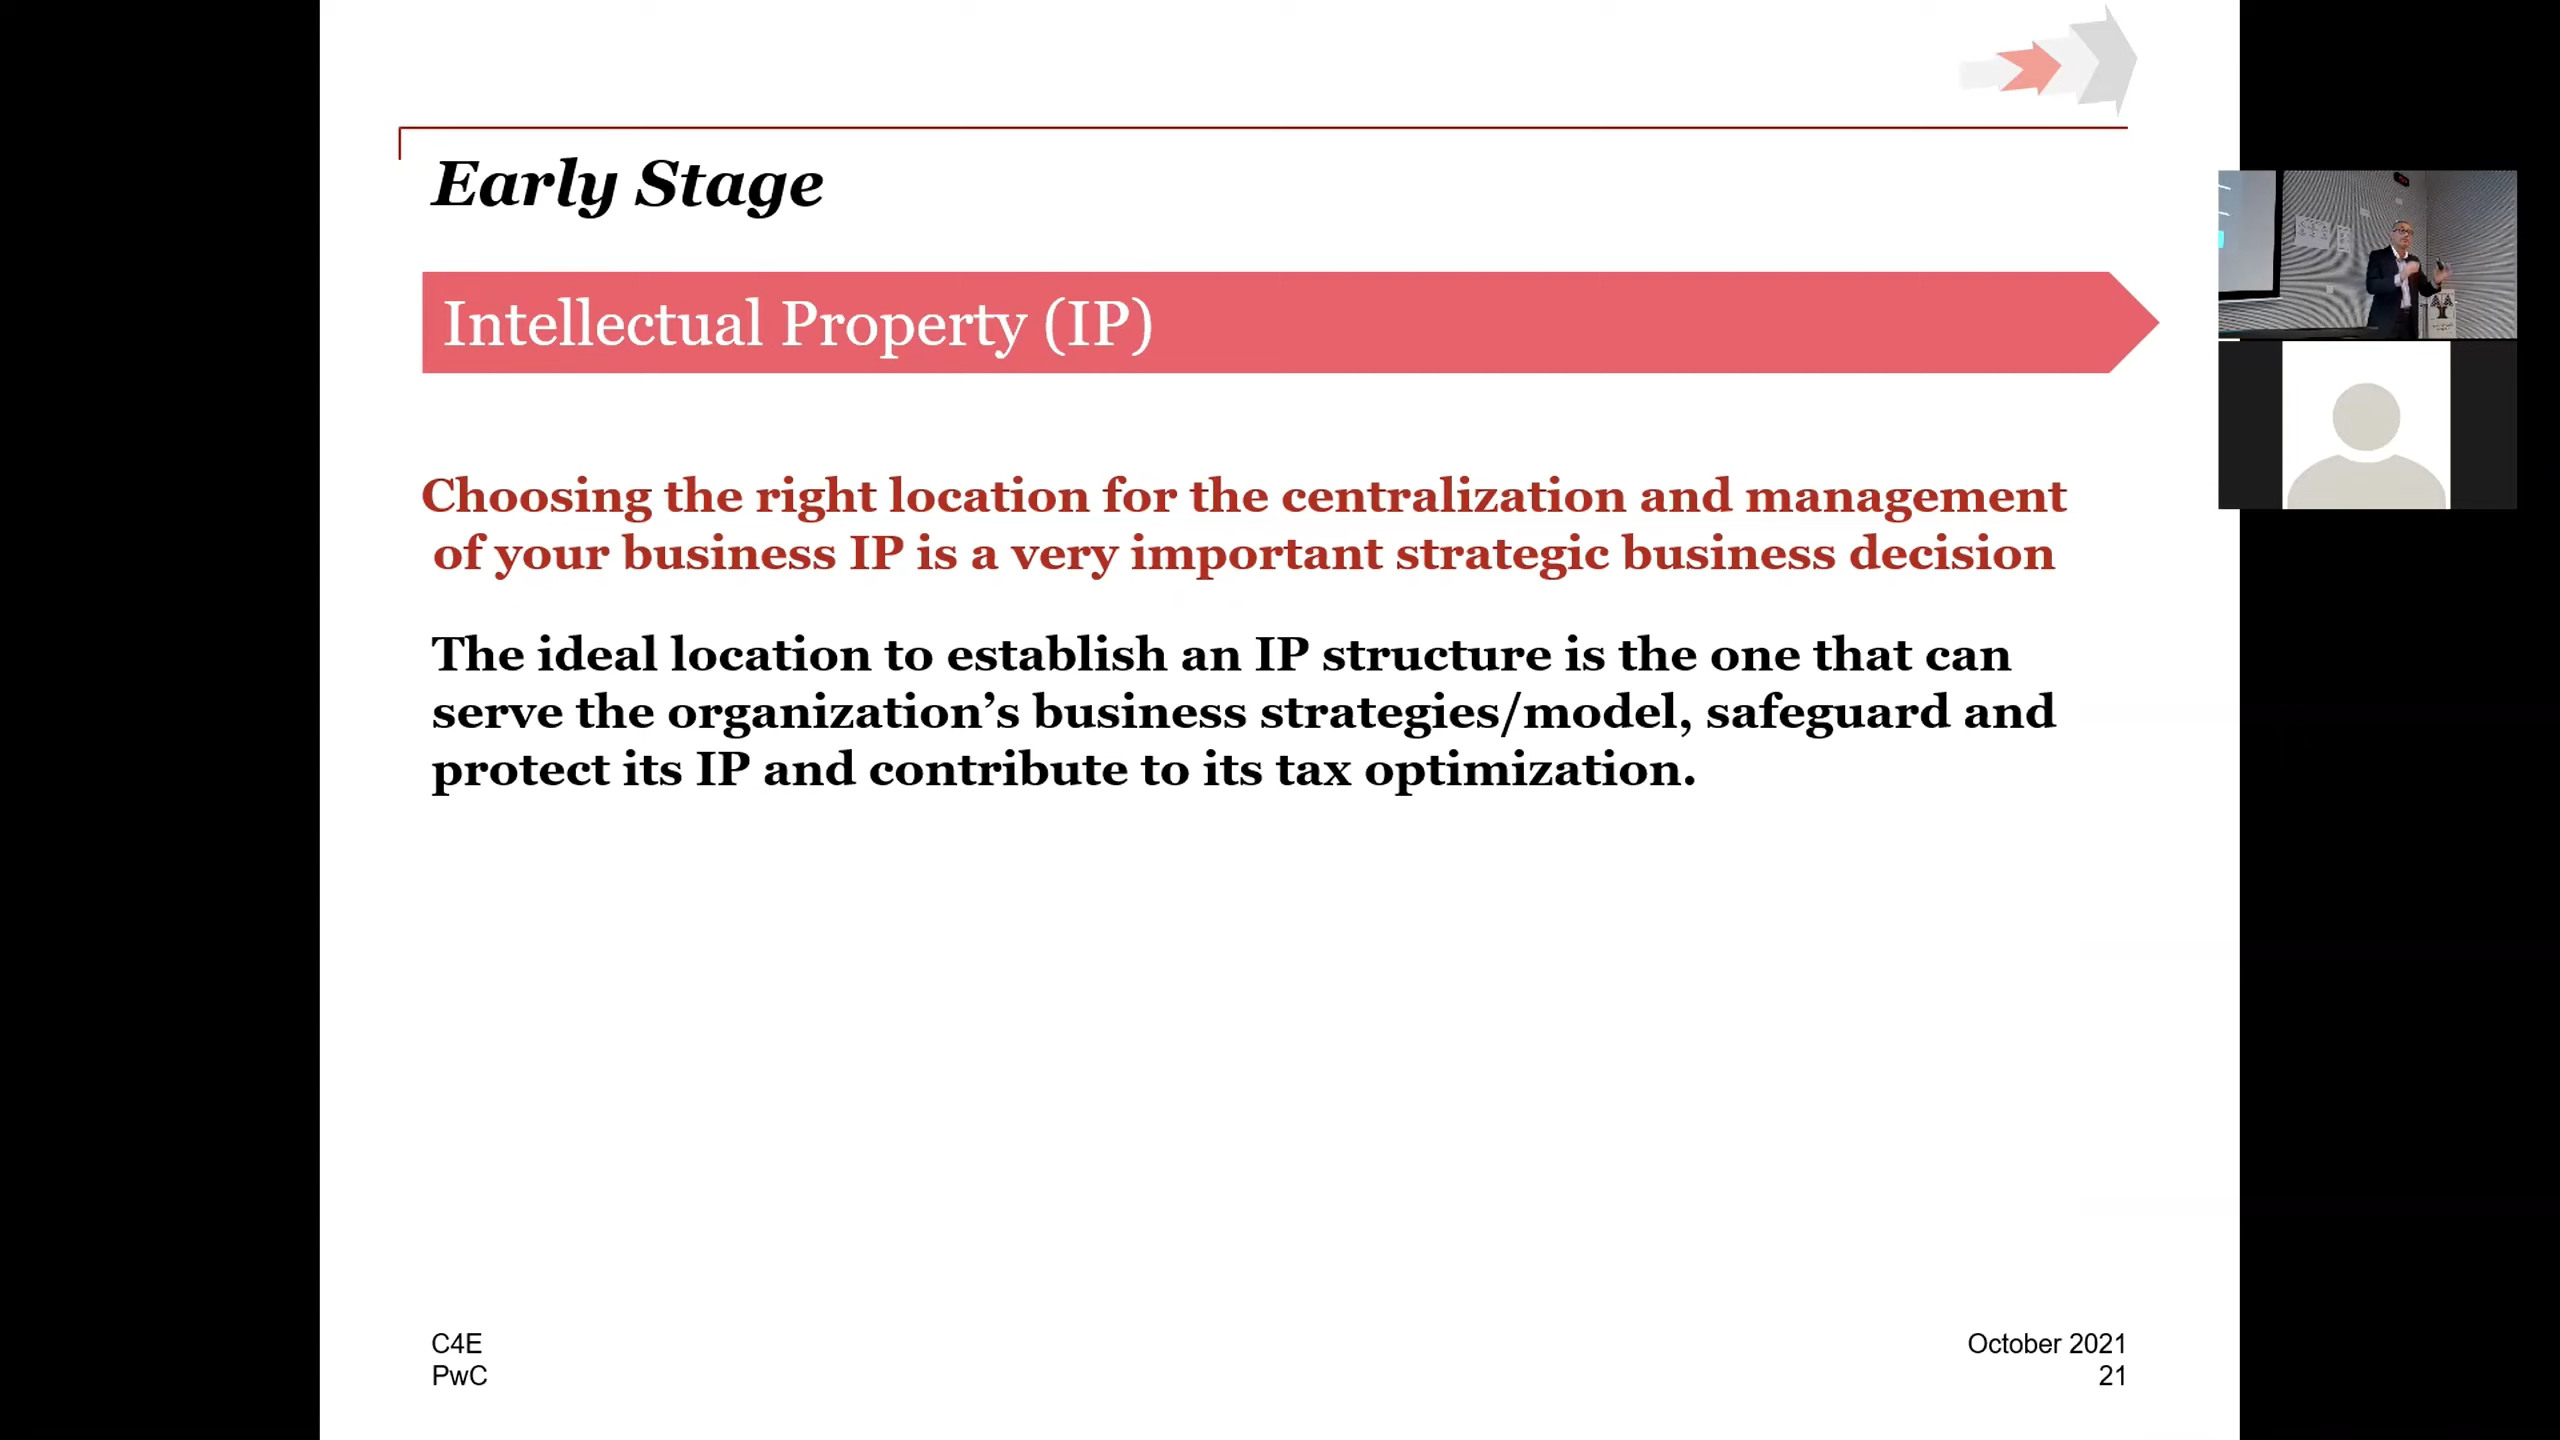 Early Stage
Intellectual Property (IP)
Choosing the right location for the centralization and management
of your business IP is a very important strategic business decision
The ideal location to establish an IP structure is the one that can
serve the organization’s business strategies/model, safeguard and
protect its IP and contribute to its tax optimization.
C4E
PwC
October 2021
21